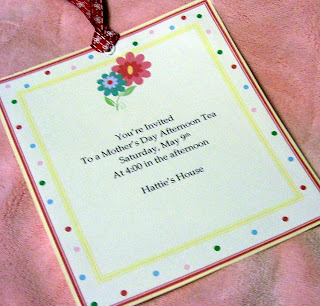 You're Invited
To a Mother's Day Afternoon Tea
Saturday, May 9th
At 4:00 in the afternoon
Hattie's House